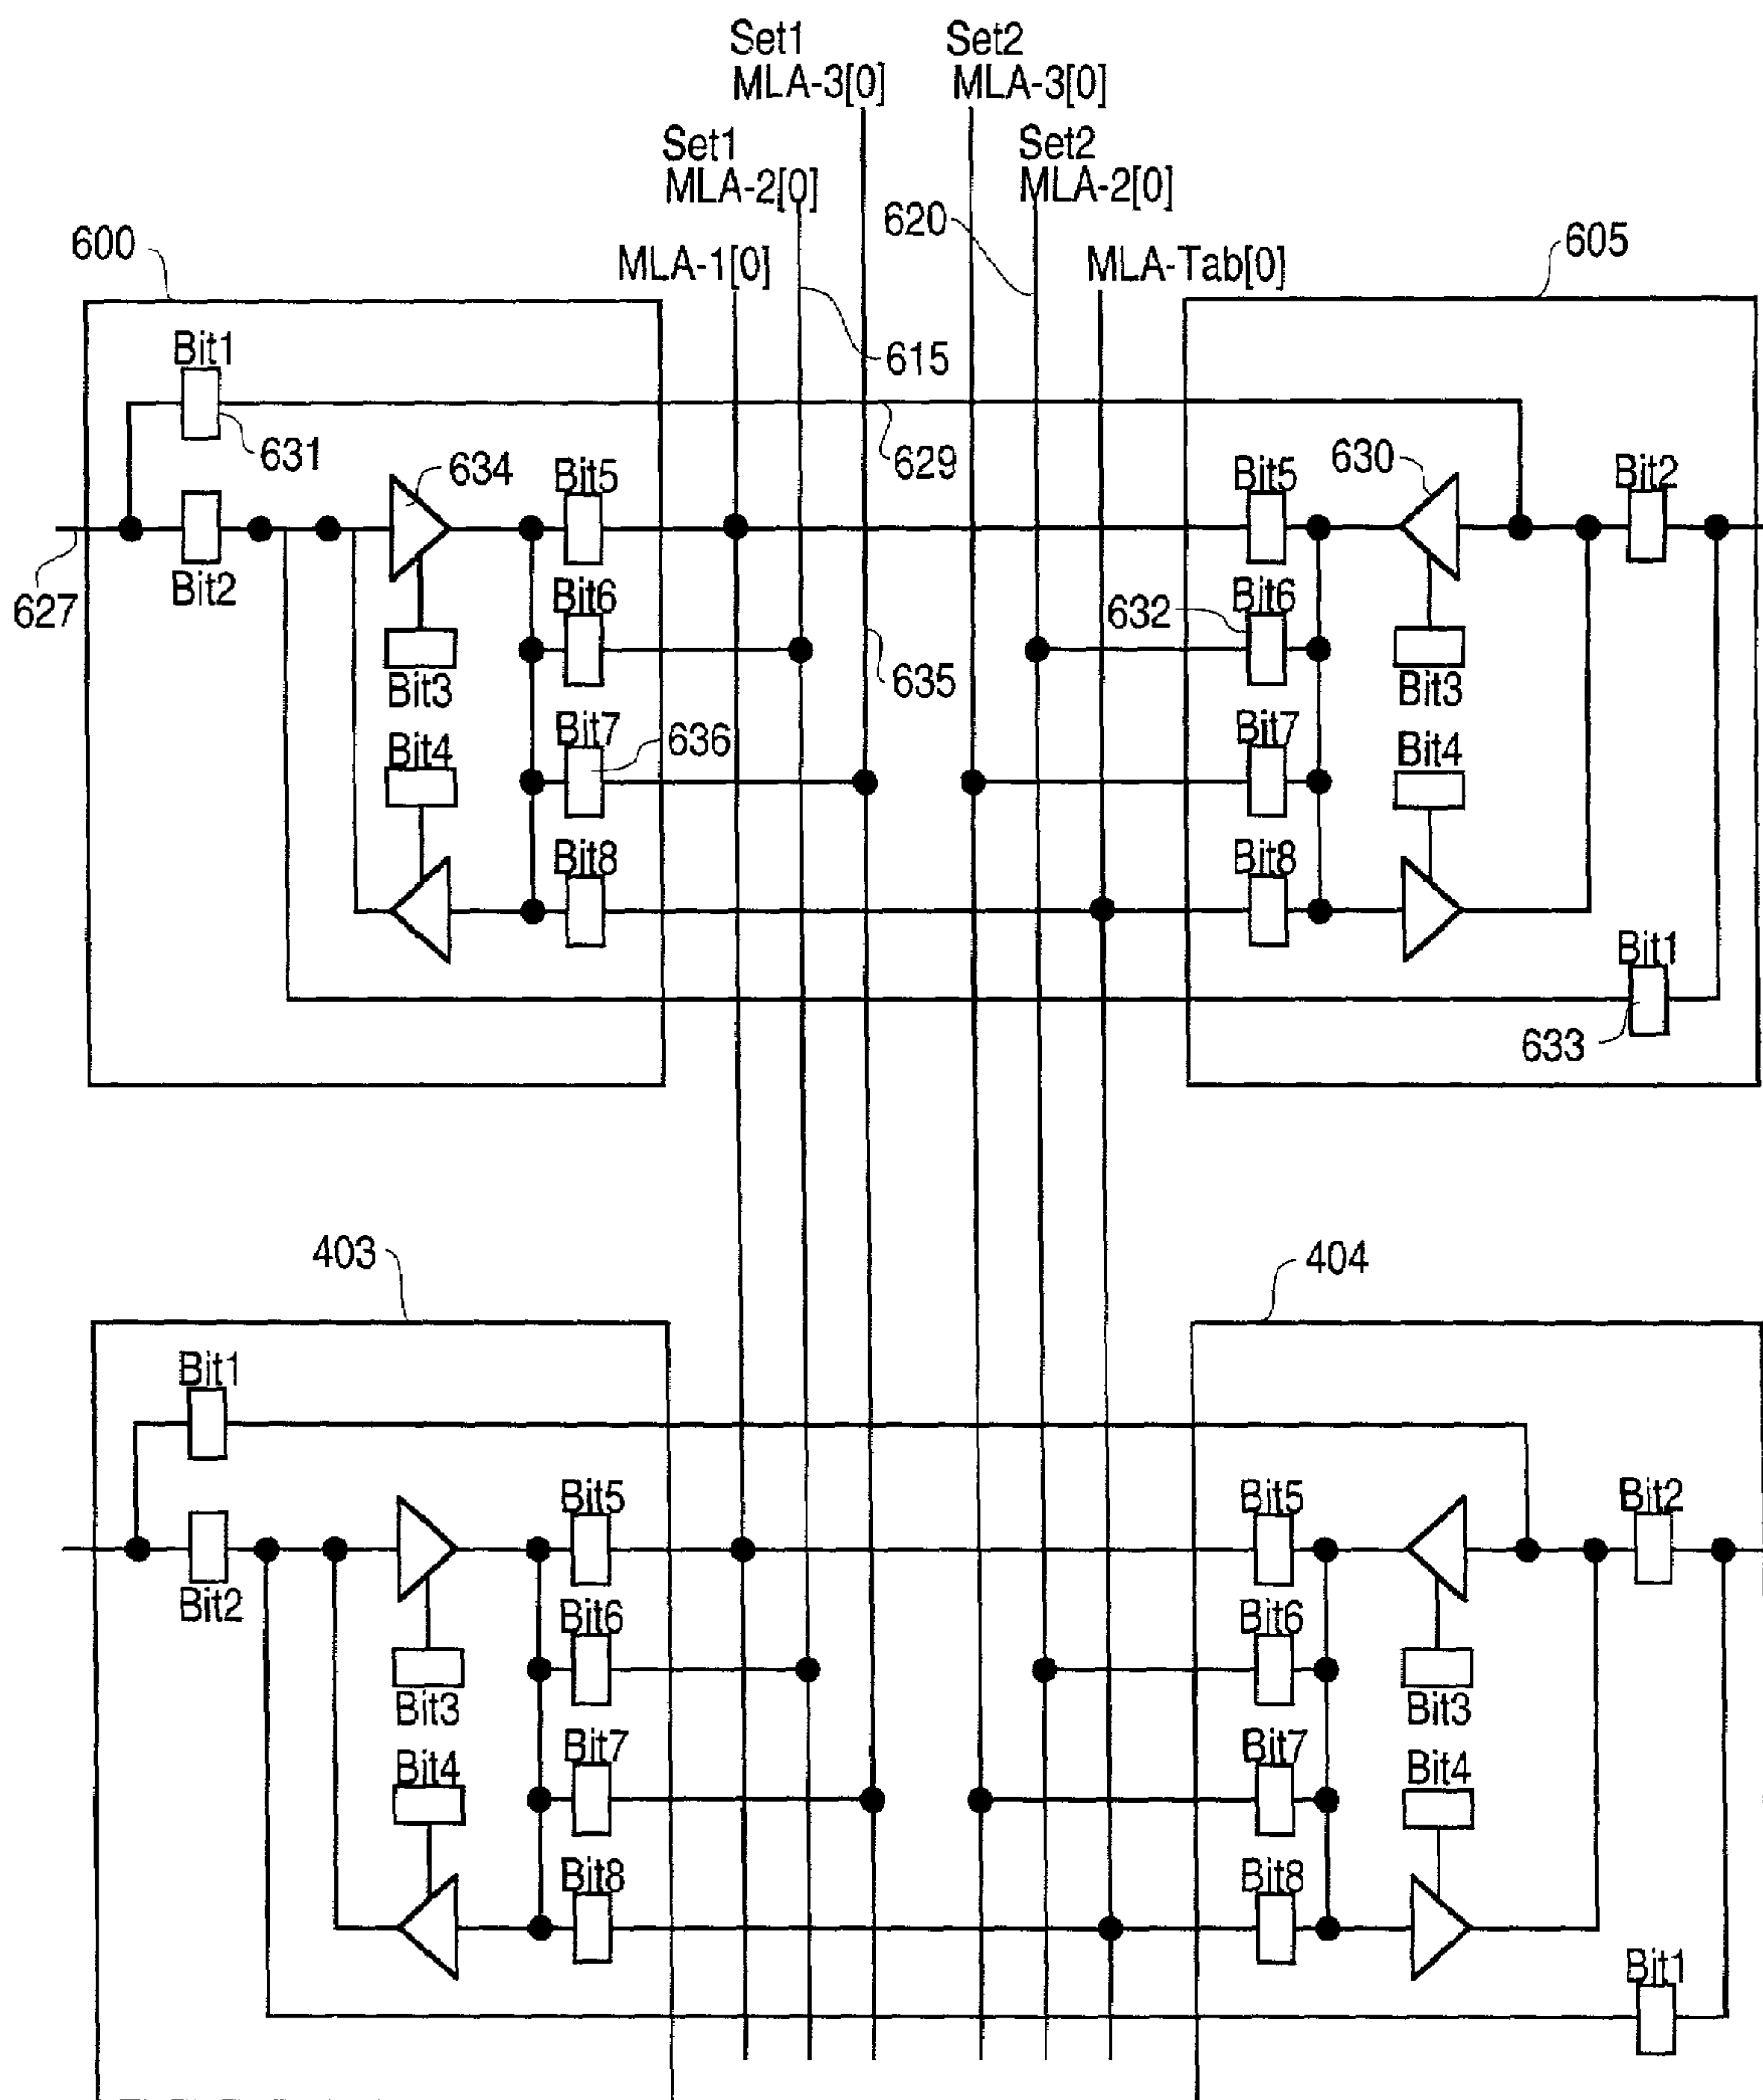 Set1
MLA-3[0]
Set2
MLA-3[0]
Set1
MLA-2[0]
Set2
MLA-2[0]
620
600
MLA-1[0]
MLA-Tab[0]
605
Bit1
615
631
629
634
Bit5
Bit5
630
Bit2
627
Bit2
Bit6
632
Bit6
Bit3
635
Bit3
Bit4
Bit7
636
Bit7
Bit4
Bit8
Bit8
Bit1
633
403
404
Bit1
Bit5
Bit5
Bit2
Bit2
Bit6
Bit6
Bit3
Bit3
Bit4
Bit7
Bit7
Bit4
Bit8
Bit8
Bit1